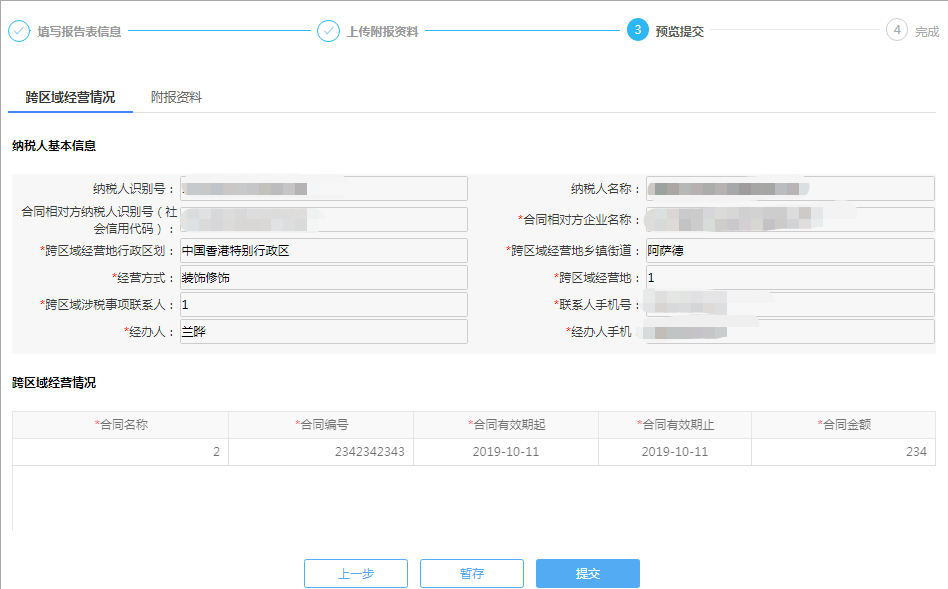 填写报告表信息 上传附报资料 3 预览提交 4 完成
跨区域经营情况 附报资料
纳税人基本信息
纳税人识别号： 纳税人名称：
合同相对方纳税人识别号（社
会信用代码）： *合同相对方企业名称：
*跨区域经营地行政区划： 中国香港特别行政区 *跨区域经营地乡镇街道： 阿萨德
*经营方式： 装饰修饰 *跨区域经营地： 1
*跨区域涉税事项联系人： 1 *联系人手机号：
*经办人： 兰晔 *经办人手机
跨区域经营情况
*合同名称 *合同编号 *合同有效期起 *合同有效期止 *合同金额
2 2342342343 2019-10-11 2019-10-11 234
上一步 暂存 提交